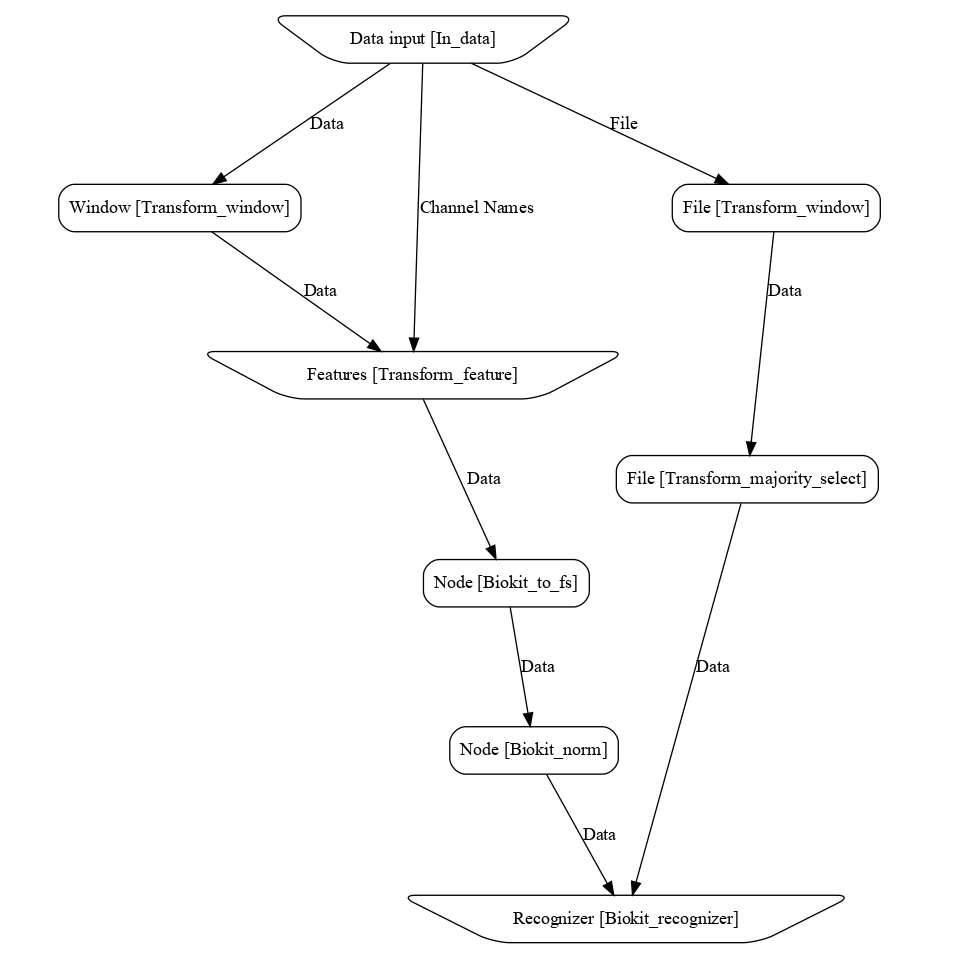 Data input [In_data]
Data
File
Window [Transform_window]
Channel Names
File [Transform_window]
Data
Data
Features [Transform_feature]
Data
File [Transform_majority_select]
Node [Biokit_to_fs]
Data
Data
Node [Biokit_norm]
Data
Recognizer [Biokit_recognizer]